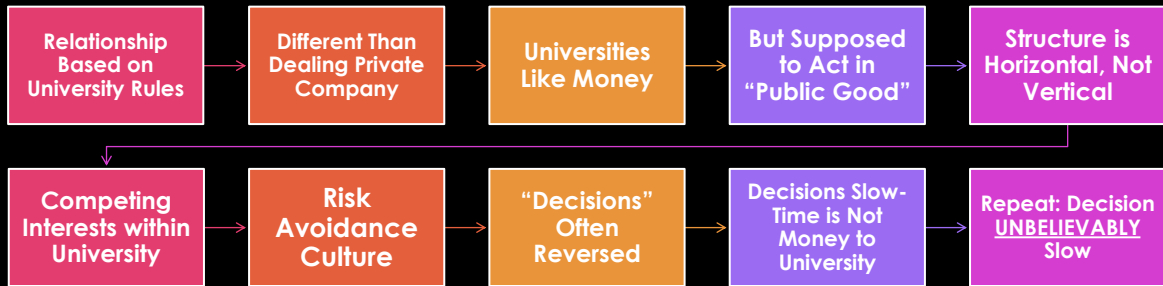 Relationship
Based on
University Rules
Different Than
Dealing Private
Company
Universities
Like Money
But Supposed
to Act in
“Public Good”
Structure is
Horizontal, Not
Vertical
Competing
Interests within
University
Risk
Avoidance
Culture
“Decisions”
Often
Reversed
Decisions Slow-
Time is Not
Money to
University
Repeat: Decision
UNBELIEVABLY
Slow